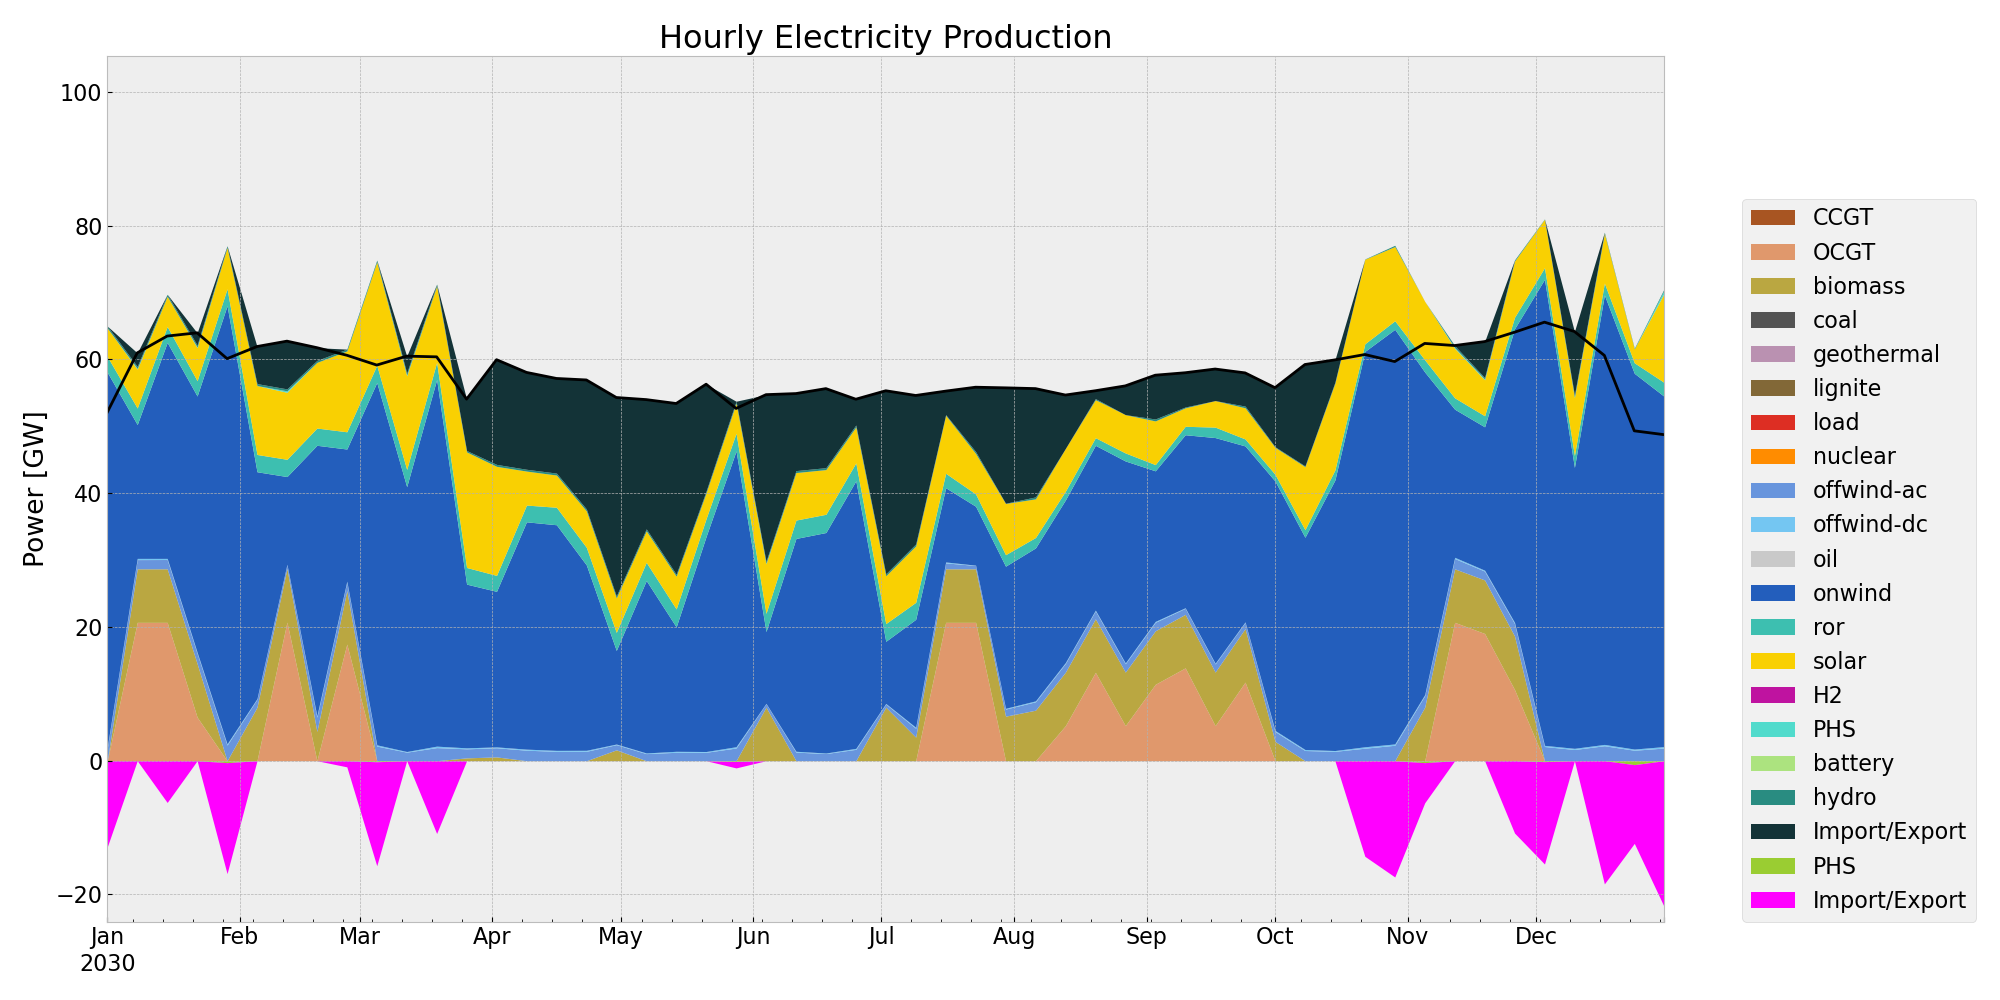 Hourly Electricity Production
Power [GW]
100
80
60
40
20
0
−20
Jan Feb Mar Apr May Jun Jul Aug Sep Oct Nov Dec
2030
CCGT
OCGT
biomass
coal
geothermal
lignite
load
nuclear
offwind-ac
offwind-dc
oil
onwind
ror
solar
H2
PHS
battery
hydro
Import/Export
PHS
Import/Export